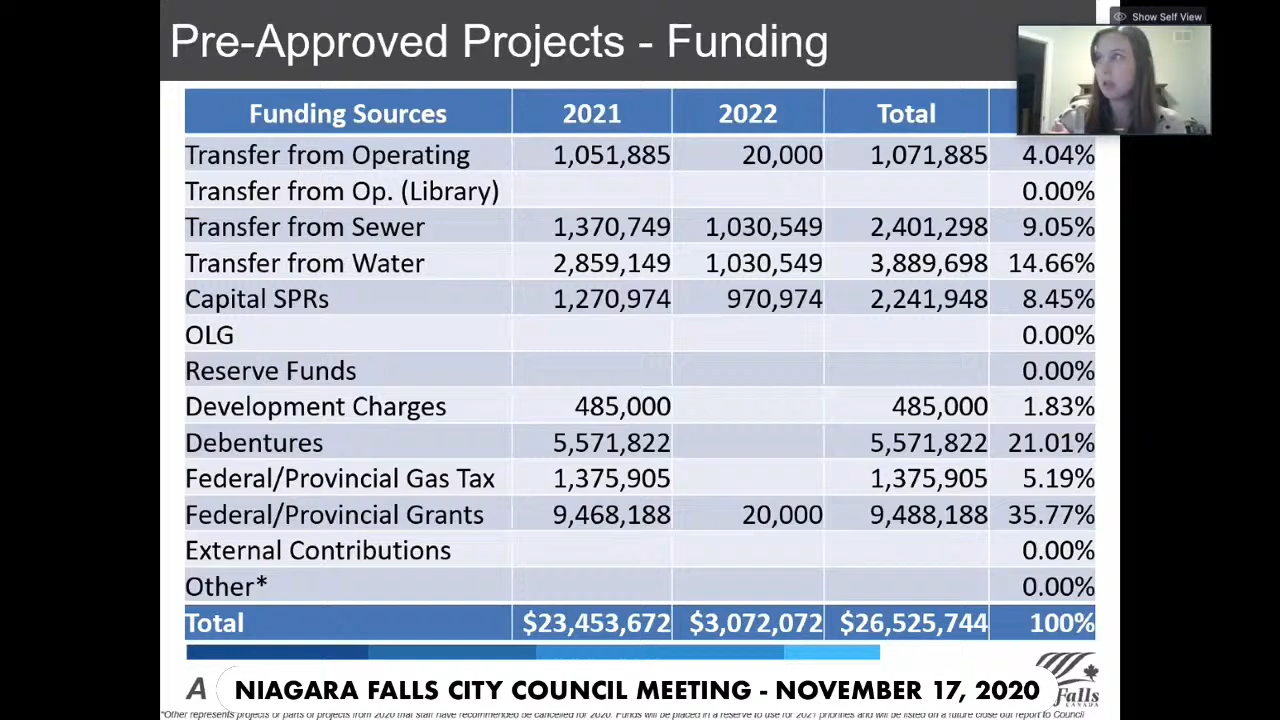 Show Self View
Pre-Approved Projects - Funding
Funding Sources 2021 2022 Total
Transfer from Operating 1,051,885 20,000 1,071,885 4.04%
Transfer from Op. (Library) 0.00%
Transfer from Sewer 1,370,749 1,030,549 2,401,298 9.05%
Transfer from Water 2,859,149 1,030,549 3,889,698 14.66%
Capital SPRs 1,270,974 970,974 2,241,948 8.45%
OLG 0.00%
Reserve Funds 0.00%
Development Charges 485,000 485,000 1.83%
Debentures 5,571,822 5,571,822 21.01%
Federal/Provincial Gas Tax 1,375,905 1,375,905 5.19%
Federal/Provincial Grants 9,468,188 20,000 9,488,188 35.77%
External Contributions 0.00%
Other* 0.00%
Total $23,453,672 $3,072,072 $26,525,744 100%
A
NIAGARA FALLS CITY COUNCIL MEETING - NOVEMBER 17, 2020
Falls
CANADA
*Other represents projects or parts of projects from 2020 that staff have recommended be cancelled for 2020. Funds will be placed in a reserve to use for 2021 priorities and will be listed on a future close out report to Council